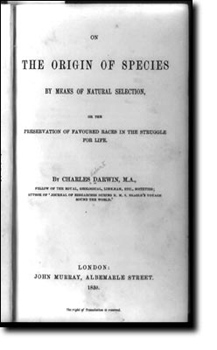 ON
THE ORIGIN OF SPECIES
BY MEANS OF NATURAL SELECTION,
OR THE
PRESERVATION OF FAVOURED RACES IN THE STRUGGLE
FOR LIFE.
BY CHARLES DARWIN, M.A.,
FELLOW OF THE ROYAL, GEOLOGICAL, LINNÆAN, ETC., SOCIETIES;
AUTHOR OF 'JOURNAL OF RESEARCHES DURING H. M. S. BEAGLE'S VOYAGE
ROUND THE WORLD.'
LONDON:
JOHN MURRAY, ALBEMARLE STREET.
1859.
The right of Translation is reserved.